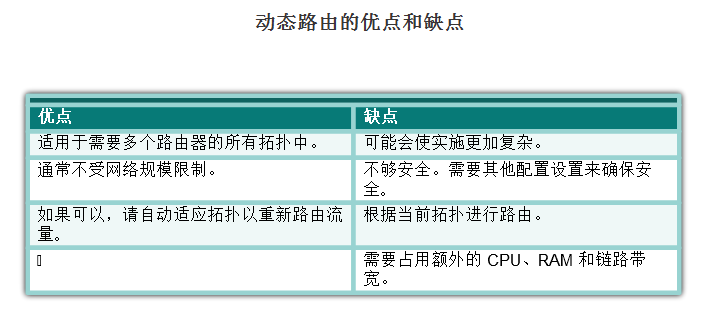 动态路由的优点和缺点
优点
缺点
适用于需要多个路由器的所有拓扑中。
可能会使实施更加复杂。
通常不受网络规模限制。
不够安全。需要其他配置设置来确保安
全。
如果可以，请自动适应拓扑以重新路由流
量。
根据当前拓扑进行路由。
需要占用额外的 CPU、RAM 和链路带
宽。